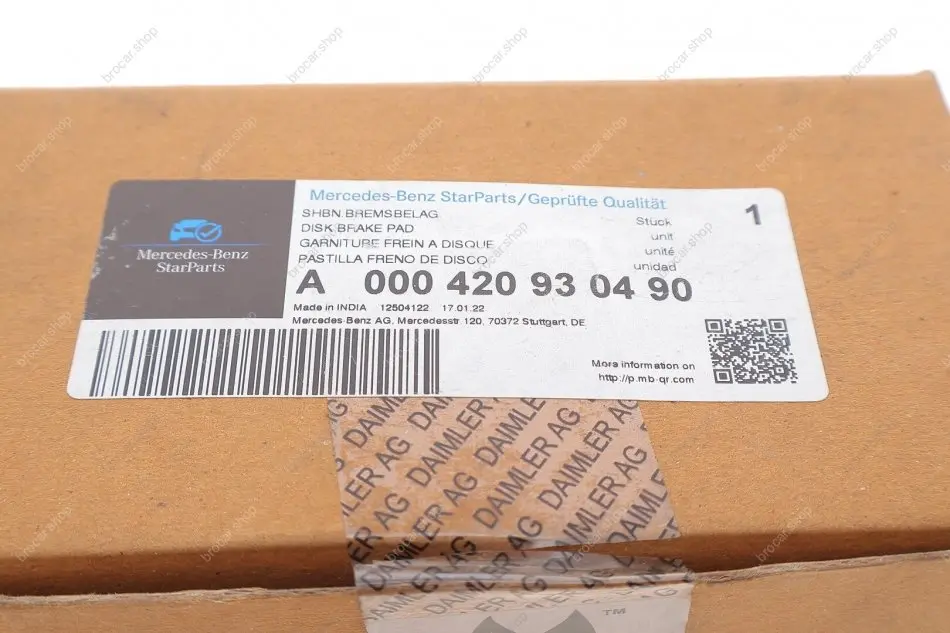 Mercedes-Benz StarParts/Geprüfte Qualität
SHBN.BREMSBELAG
DISK BRAKE PAD
GARNITURE FREIN A DISQUE
PASTILLA FRENO DE DISCO
Stück
unit
unité
unidad
1
A 000 420 93 04 90
Made in INDIA 12504122 17.01.22
Mercedes-Benz AG, Mercedesstr 120, 70372 Stuttgart, DE
Mercedes-Benz
StarParts
More information on
http://p.mb-qr.com
DAIMLER AG DAIMLER AG DAIMLER AG
DAIMLER AG DAIMLER AG
DAIMLER AG
TM
brocar.shop